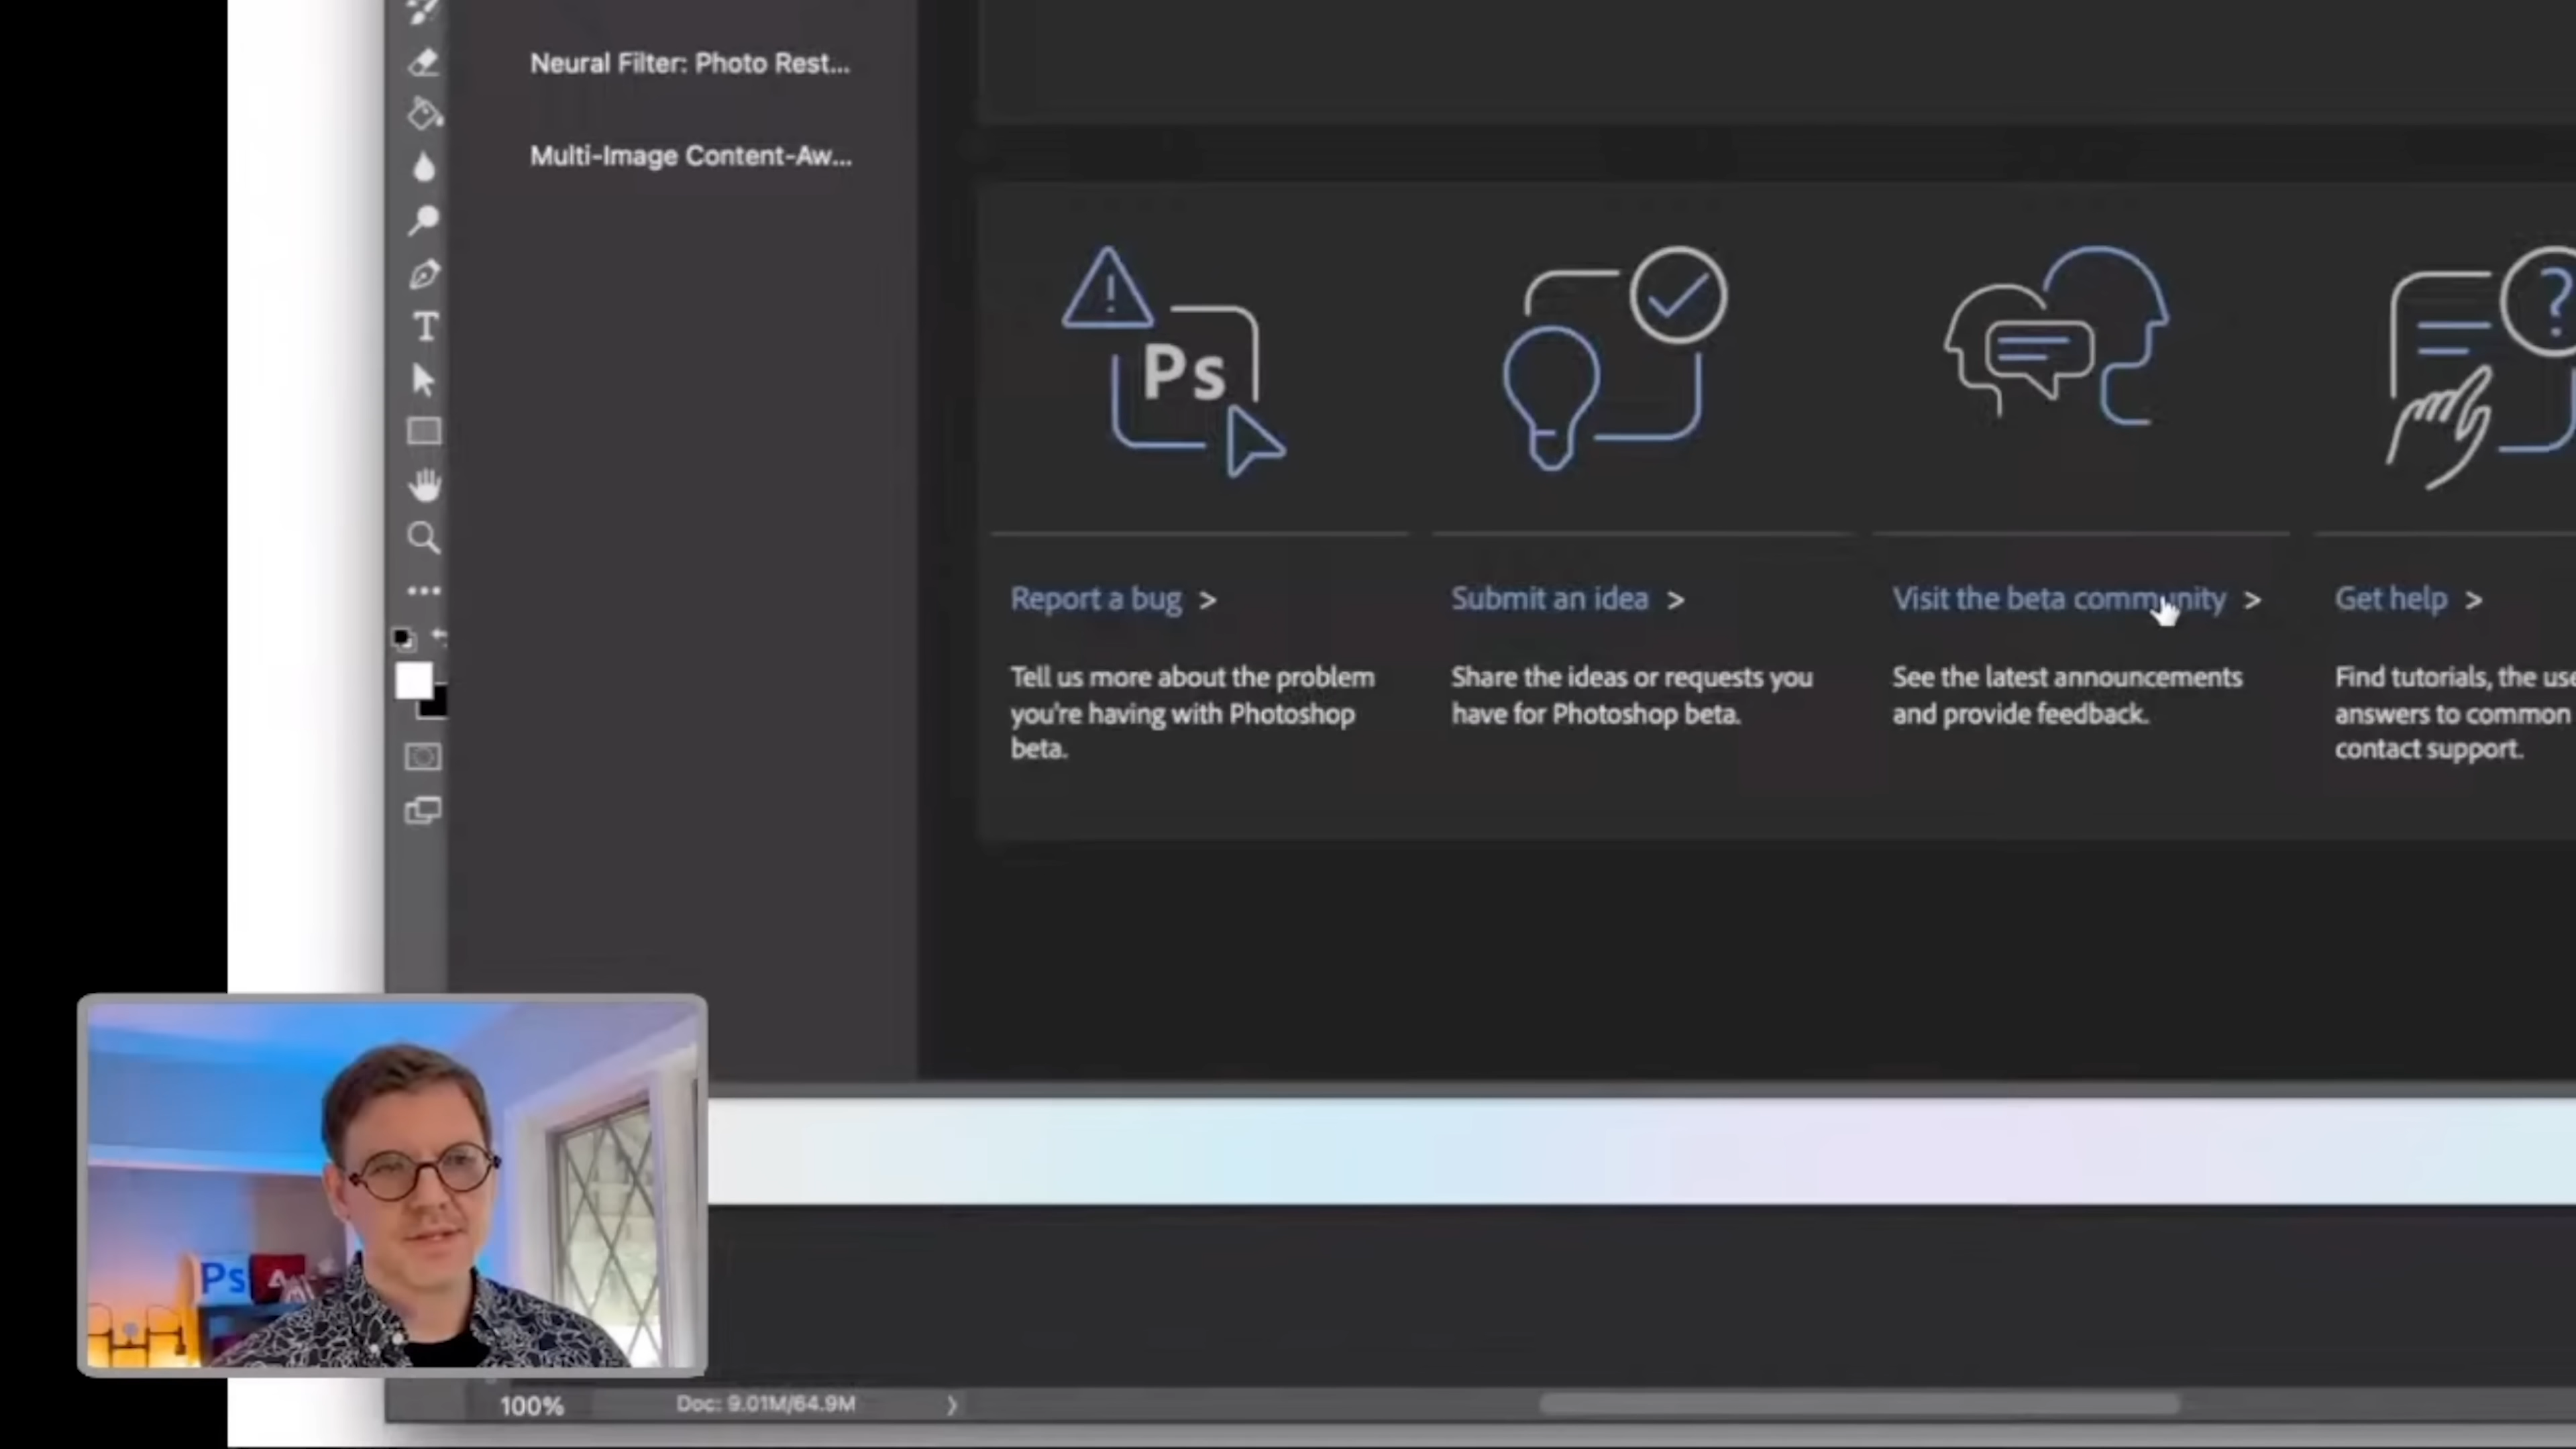 Neural Filter: Photo Rest...
Multi-Image Content-Aw...
Ps
Report a bug >
Tell us more about the problem
you're having with Photoshop
beta.
Submit an idea >
Share the ideas or requests you
have for Photoshop beta.
Visit the beta community >
See the latest announcements
and provide feedback.
Get help >
Find tutorials, the use
answers to common
contact support.
Ps
100%
Doc: 9.01M/64.9M